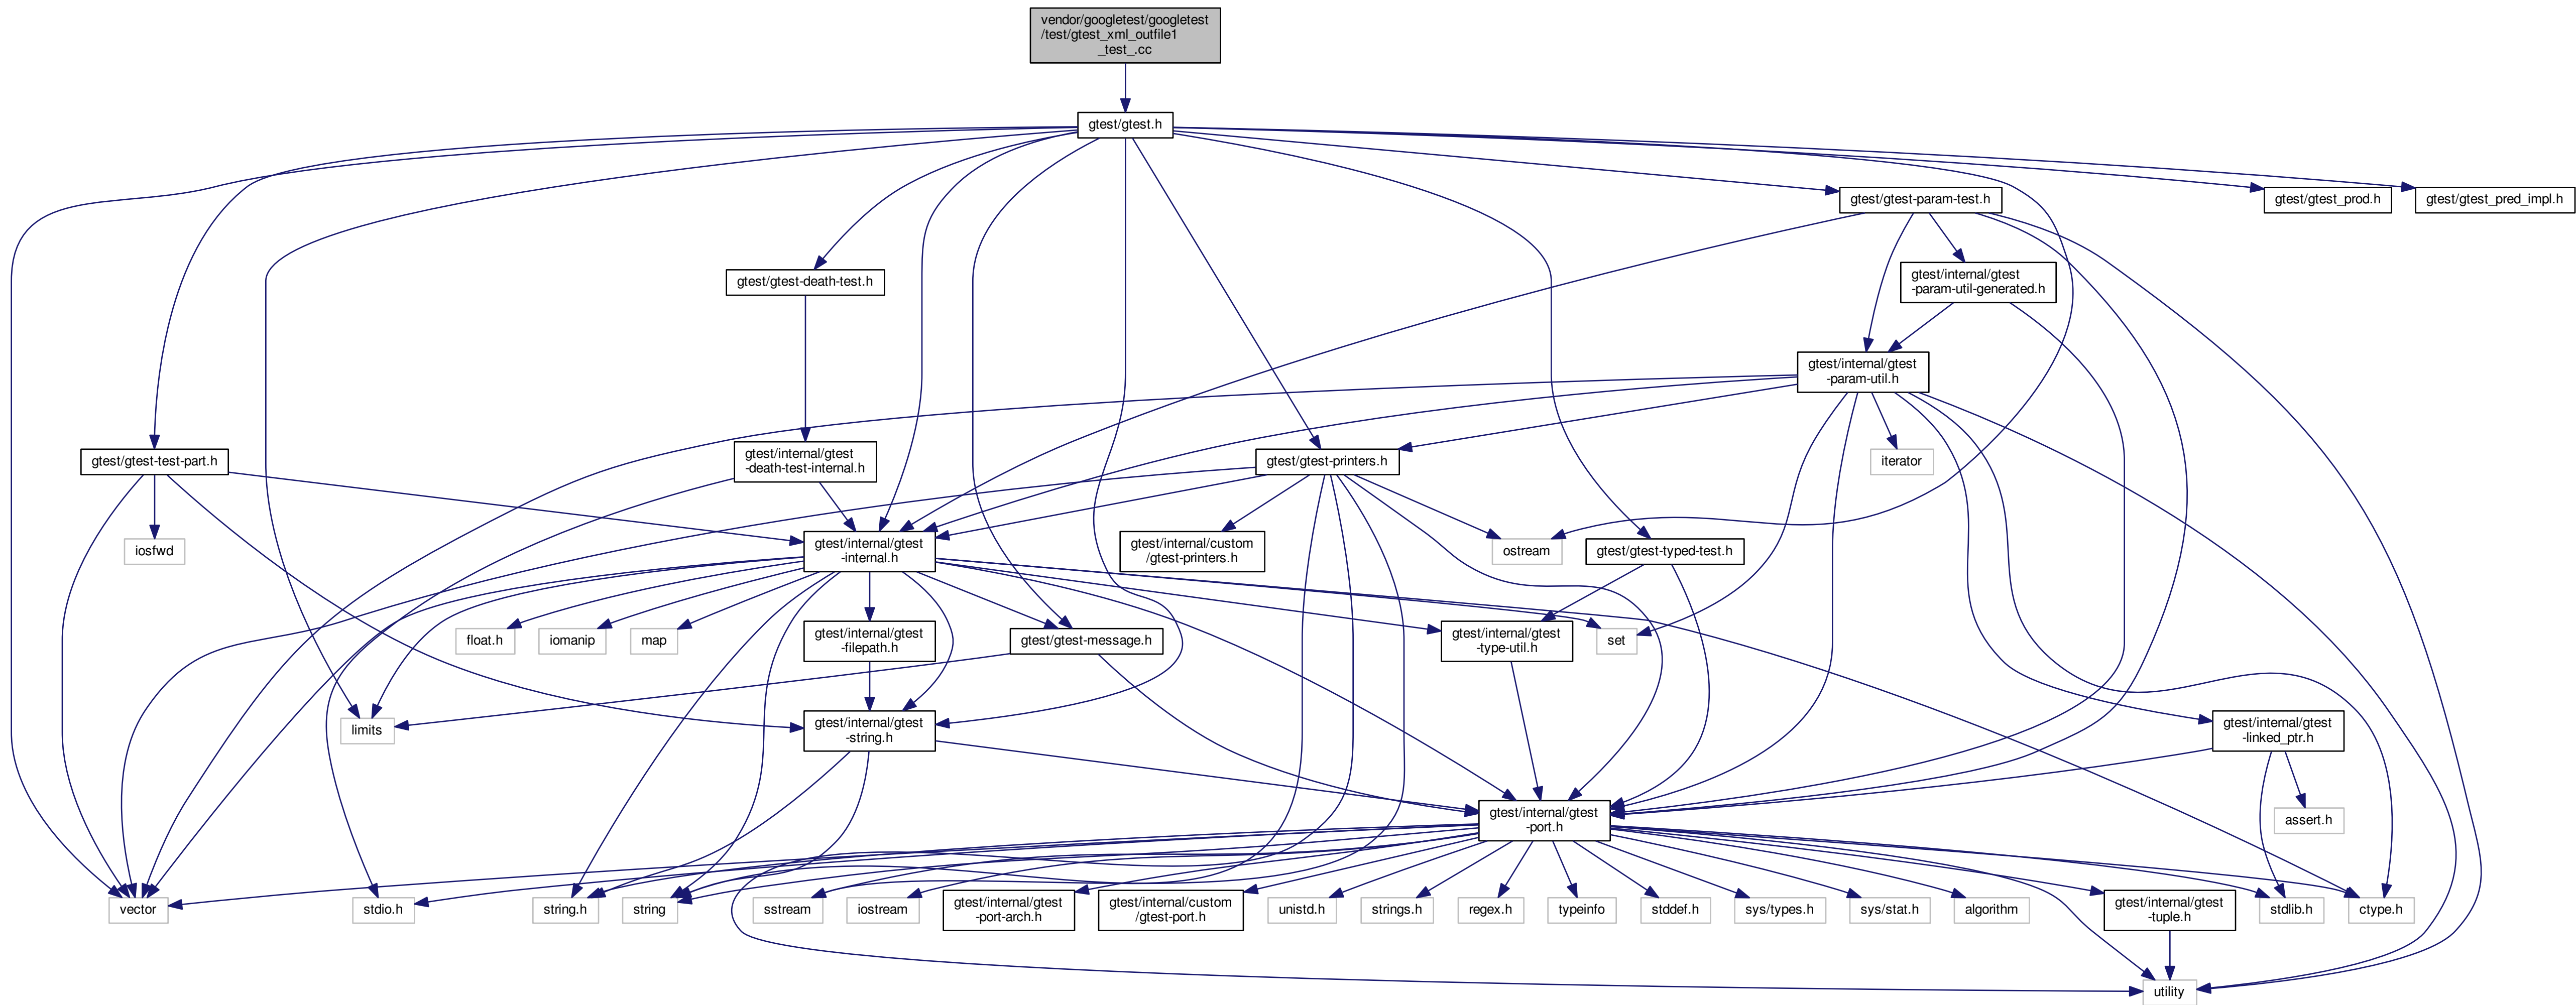 vendor/googletest/googletest
/test/gtest_xml_outfile1
_test_.cc
gtest/gtest.h
gtest/gtest-param-test.h
gtest/gtest_prod.h
gtest/gtest_pred_impl.h
gtest/gtest-death-test.h
gtest/internal/gtest
-param-util-generated.h
gtest/internal/gtest
-param-util.h
gtest/gtest-test-part.h
gtest/internal/gtest
-death-test-internal.h
gtest/gtest-printers.h
iterator
iosfwd
gtest/internal/gtest
-internal.h
gtest/internal/custom
/gtest-printers.h
ostream
gtest/gtest-typed-test.h
float.h
iomanip
map
gtest/internal/gtest
-filepath.h
gtest/gtest-message.h
gtest/internal/gtest
-type-util.h
set
limits
gtest/internal/gtest
-string.h
gtest/internal/gtest
-linked_ptr.h
gtest/internal/gtest
-port.h
assert.h
vector
stdio.h
string.h
string
sstream
iostream
gtest/internal/gtest
-port-arch.h
gtest/internal/custom
/gtest-port.h
unistd.h
strings.h
regex.h
typeinfo
stddef.h
sys/types.h
sys/stat.h
algorithm
gtest/internal/gtest
-tuple.h
stdlib.h
ctype.h
utility